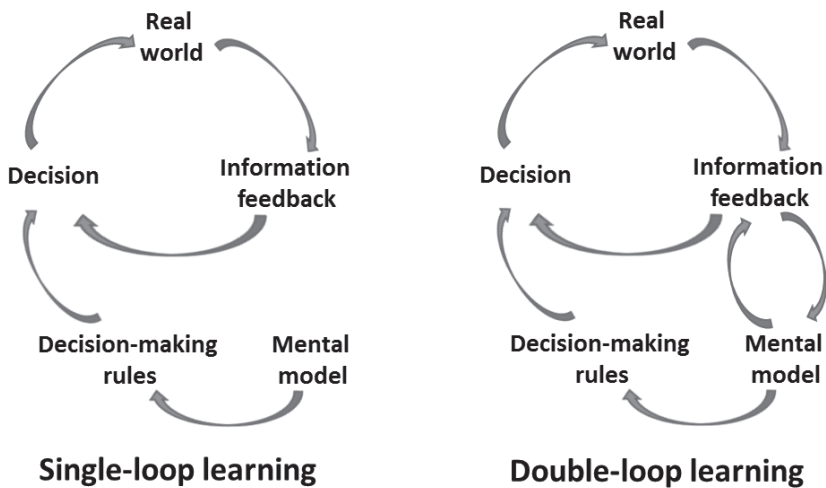 Real
world
Decision
Information
feedback
Decision-making
rules
Mental
model
Single-loop learning
Real
world
Decision
Information
feedback
Decision-making
rules
Mental
model
Double-loop learning